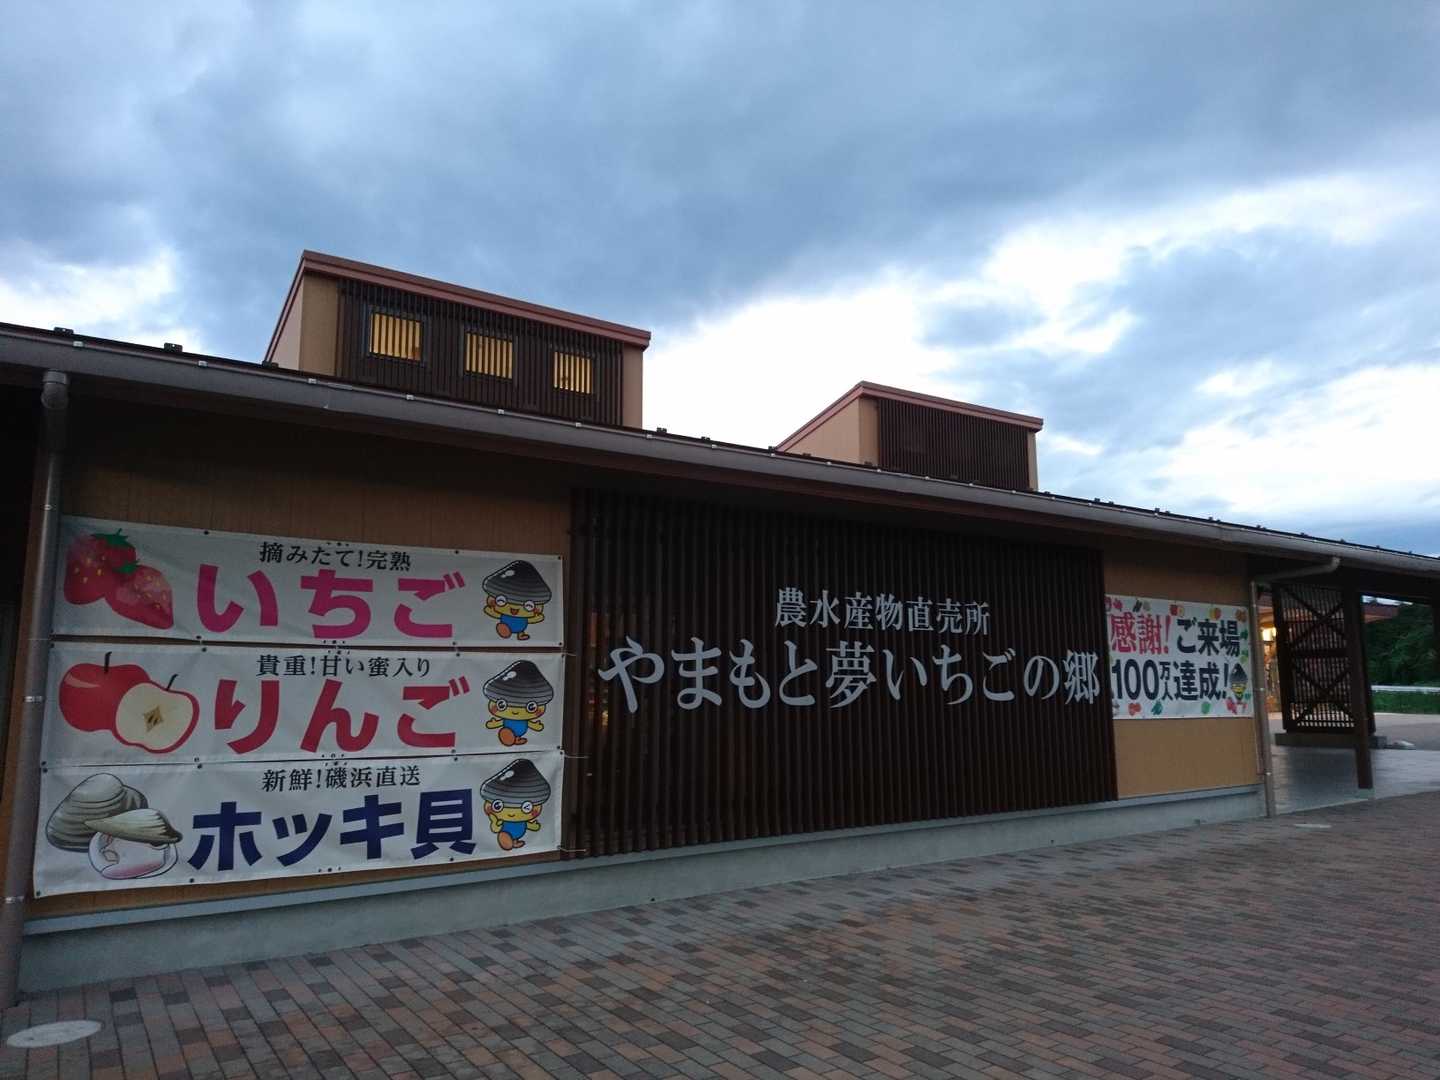 摘みたて!完熟
いちご
貴重!甘い蜜入り
りんご
新鮮!磯浜直送
ホッキ貝
農水産物直売所
やまもと夢いちごの郷
感謝!ご来場
100万人達成!